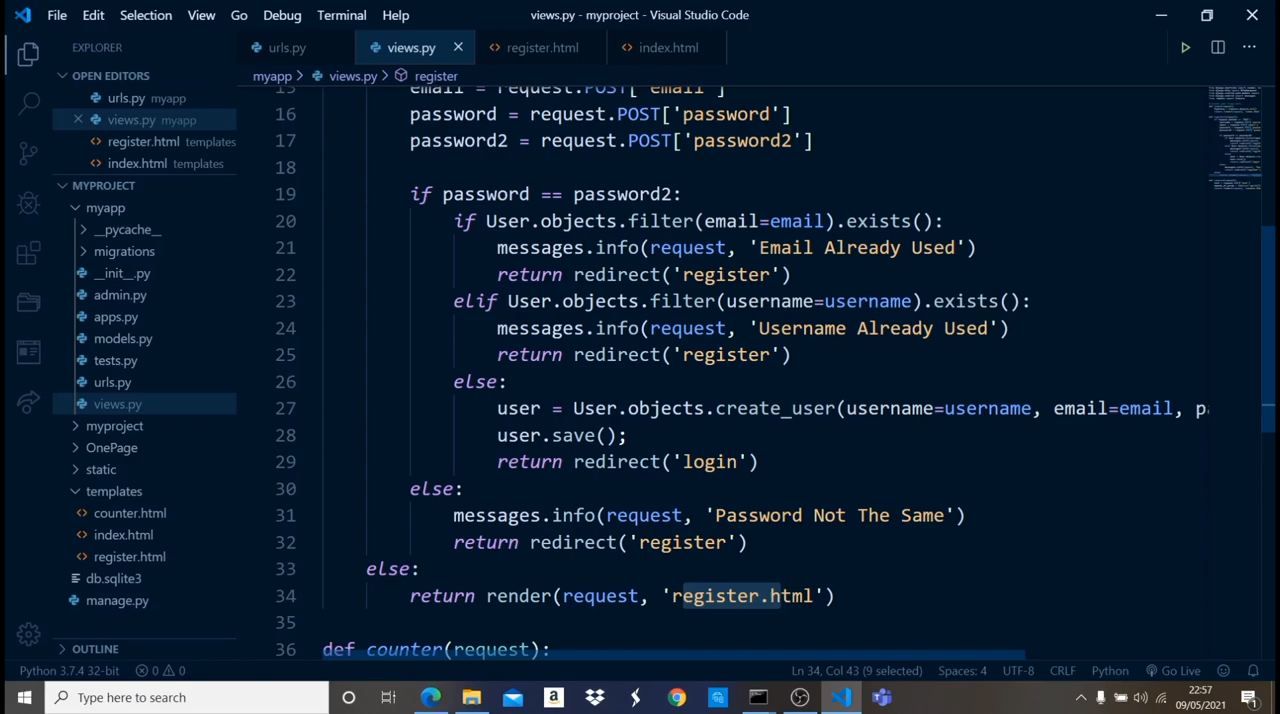 File Edit Selection View Go Debug Terminal Help views.py - myproject - Visual Studio Code
EXPLORER
OPEN EDITORS
urls.py myapp
views.py myapp
register.html templates
index.html templates
MYPROJECT
myapp
__pycache__
migrations
__init__.py
admin.py
apps.py
models.py
tests.py
urls.py
views.py
myproject
OnePage
static
templates
counter.html
index.html
register.html
db.sqlite3
manage.py
OUTLINE
urls.py views.py register.html index.html
myapp > views.py > register
15 email = request.POST['email']
16 password = request.POST['password']
17 password2 = request.POST['password2']
18
19 if password == password2:
20 if User.objects.filter(email=email).exists():
21 messages.info(request, 'Email Already Used')
22 return redirect('register')
23 elif User.objects.filter(username=username).exists():
24 messages.info(request, 'Username Already Used')
25 return redirect('register')
26 else:
27 user = User.objects.create_user(username=username, email=email, pa
28 user.save();
29 return redirect('login')
30 else:
31 messages.info(request, 'Password Not The Same')
32 return redirect('register')
33 else:
34 return render(request, 'register.html')
35
36 def counter(request):
Python 3.7.4 32-bit 0 0 Ln 34, Col 43 (9 selected) Spaces: 4 UTF-8 CRLF Python Go Live
Type here to search
22:57
09/05/2021
1